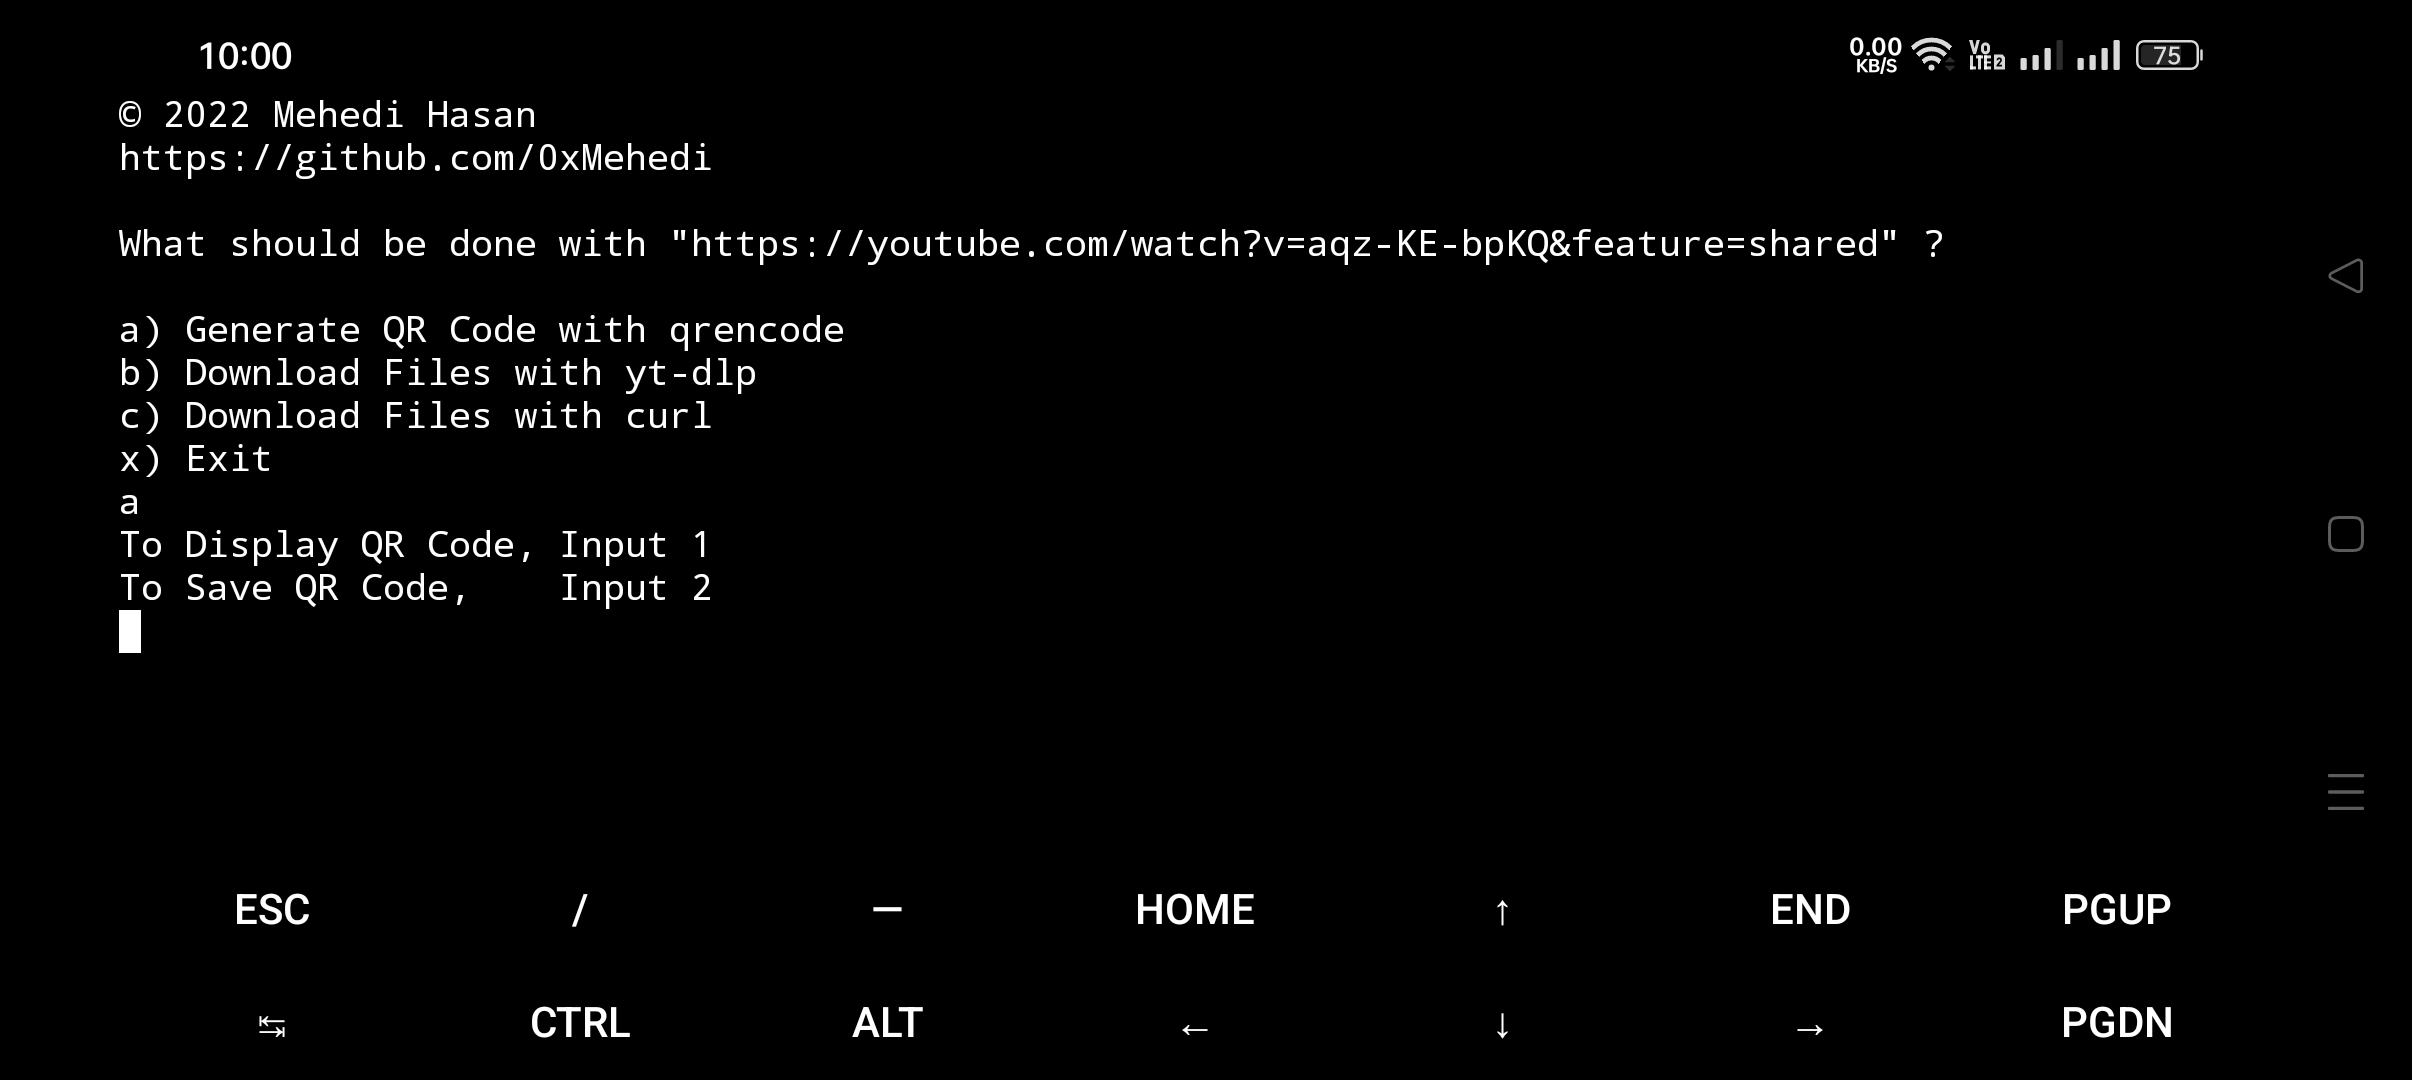 10:00
0.00 KB/S Vo LTE 2 75
© 2022 Mehedi Hasan
https://github.com/0xMehedi
What should be done with "https://youtube.com/watch?v=aqz-KE-bpKQ&feature=shared" ?
a) Generate QR Code with qrencode
b) Download Files with yt-dlp
c) Download Files with curl
x) Exit
a
To Display QR Code, Input 1
To Save QR Code,    Input 2
ESC / — HOME ↑ END PGUP
↹ CTRL ALT ← ↓ → PGDN